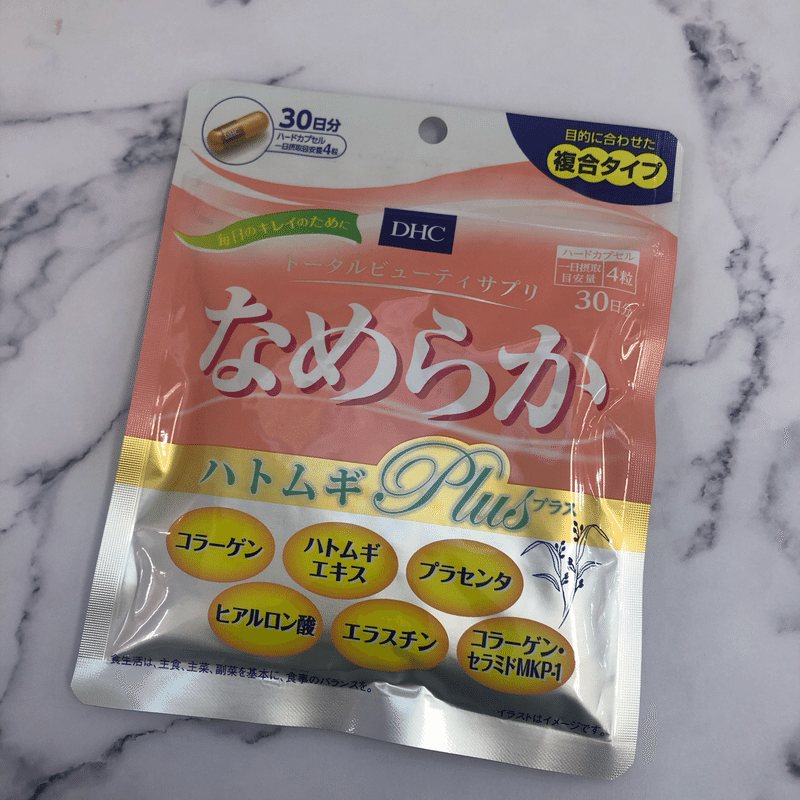 30日分
ハードカプセル
一日摂取目安量4粒
目的に合わせた
複合タイプ
毎日のキレイのために
DHC
トータルビューティサプリ
ハードカプセル
一日摂取
目安量
4粒
30日分
なめらか
ハトムギ Plus プラス
コラーゲン
ハトムギ
エキス
プラセンタ
ヒアルロン酸
エラスチン
コラーゲン・
セラミドMKP-1
食生活は、主食、主菜、副菜を基本に、食事のバランスを。
イラストはイメージです。